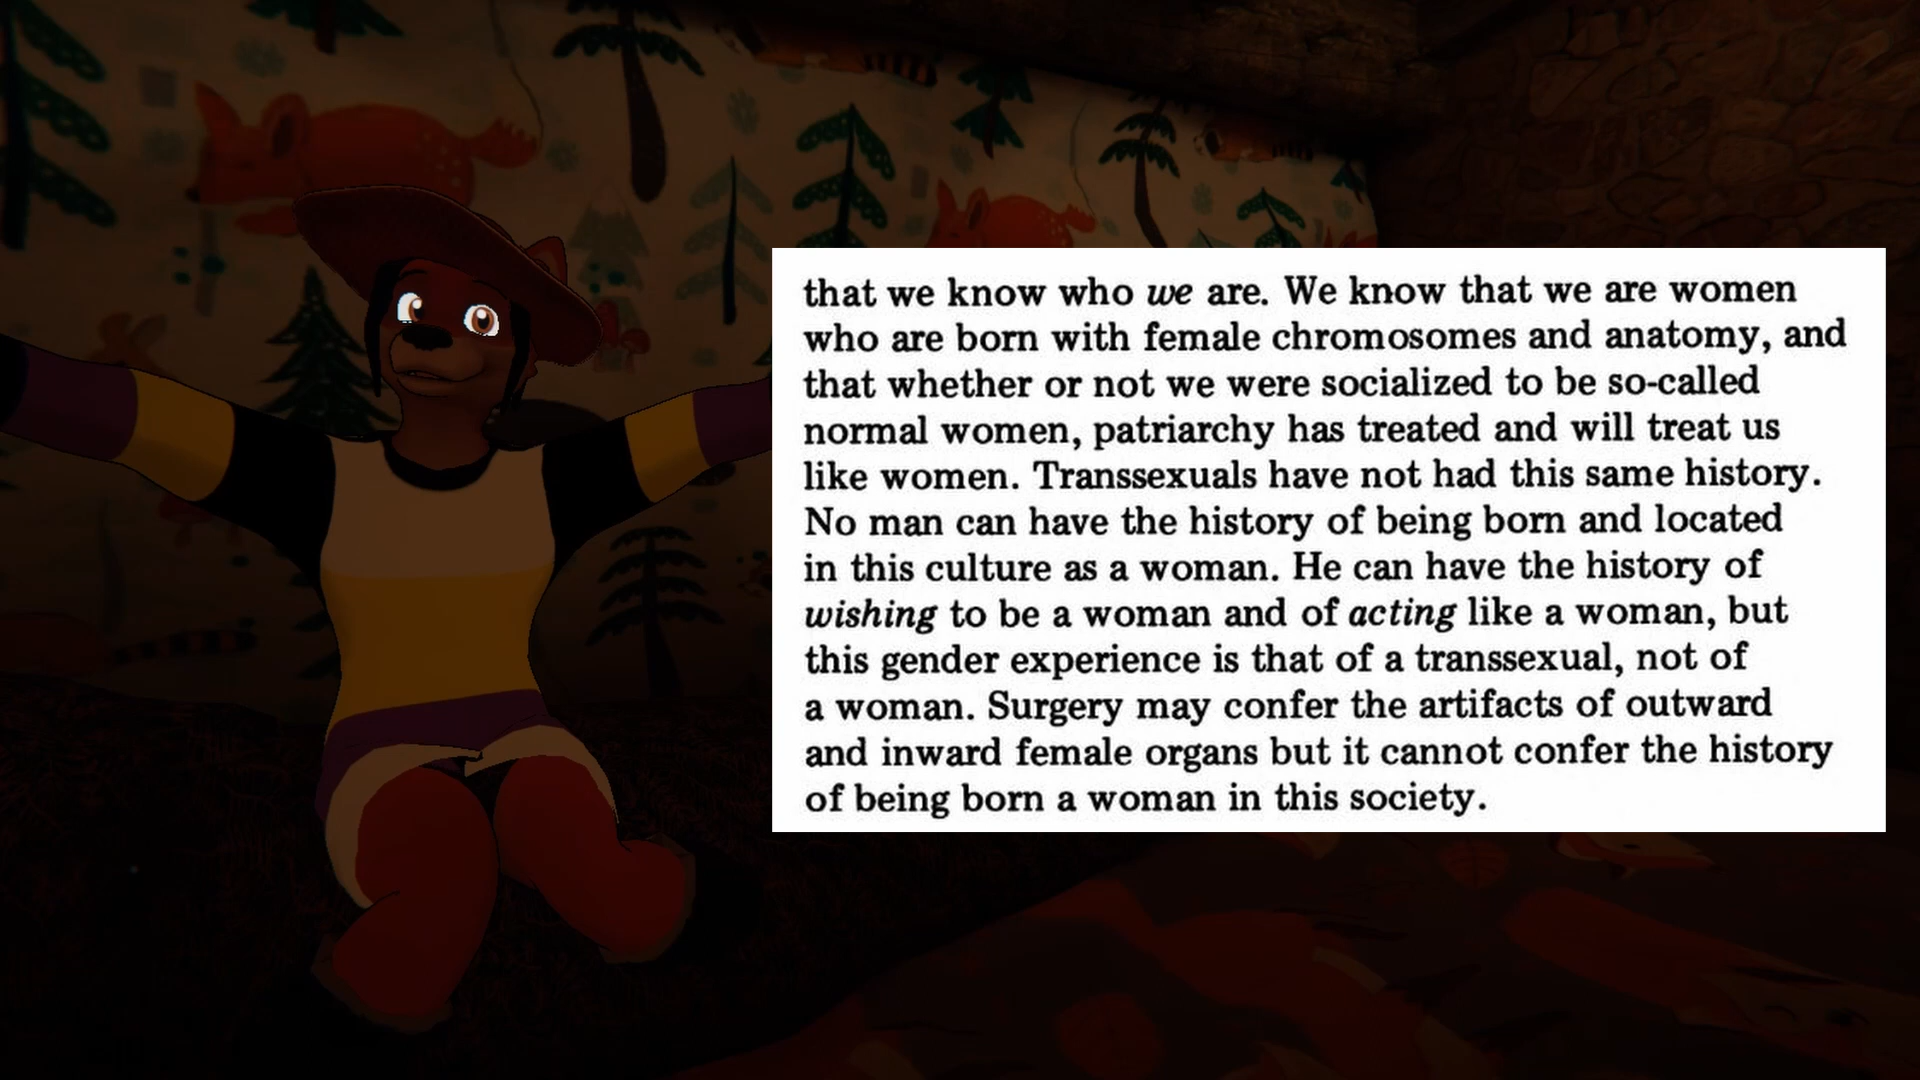 that we know who we are. We know that we are women
who are born with female chromosomes and anatomy, and
that whether or not we were socialized to be so-called
normal women, patriarchy has treated and will treat us
like women. Transsexuals have not had this same history.
No man can have the history of being born and located
in this culture as a woman. He can have the history of
wishing to be a woman and of acting like a woman, but
this gender experience is that of a transsexual, not of
a woman. Surgery may confer the artifacts of outward
and inward female organs but it cannot confer the history
of being born a woman in this society.